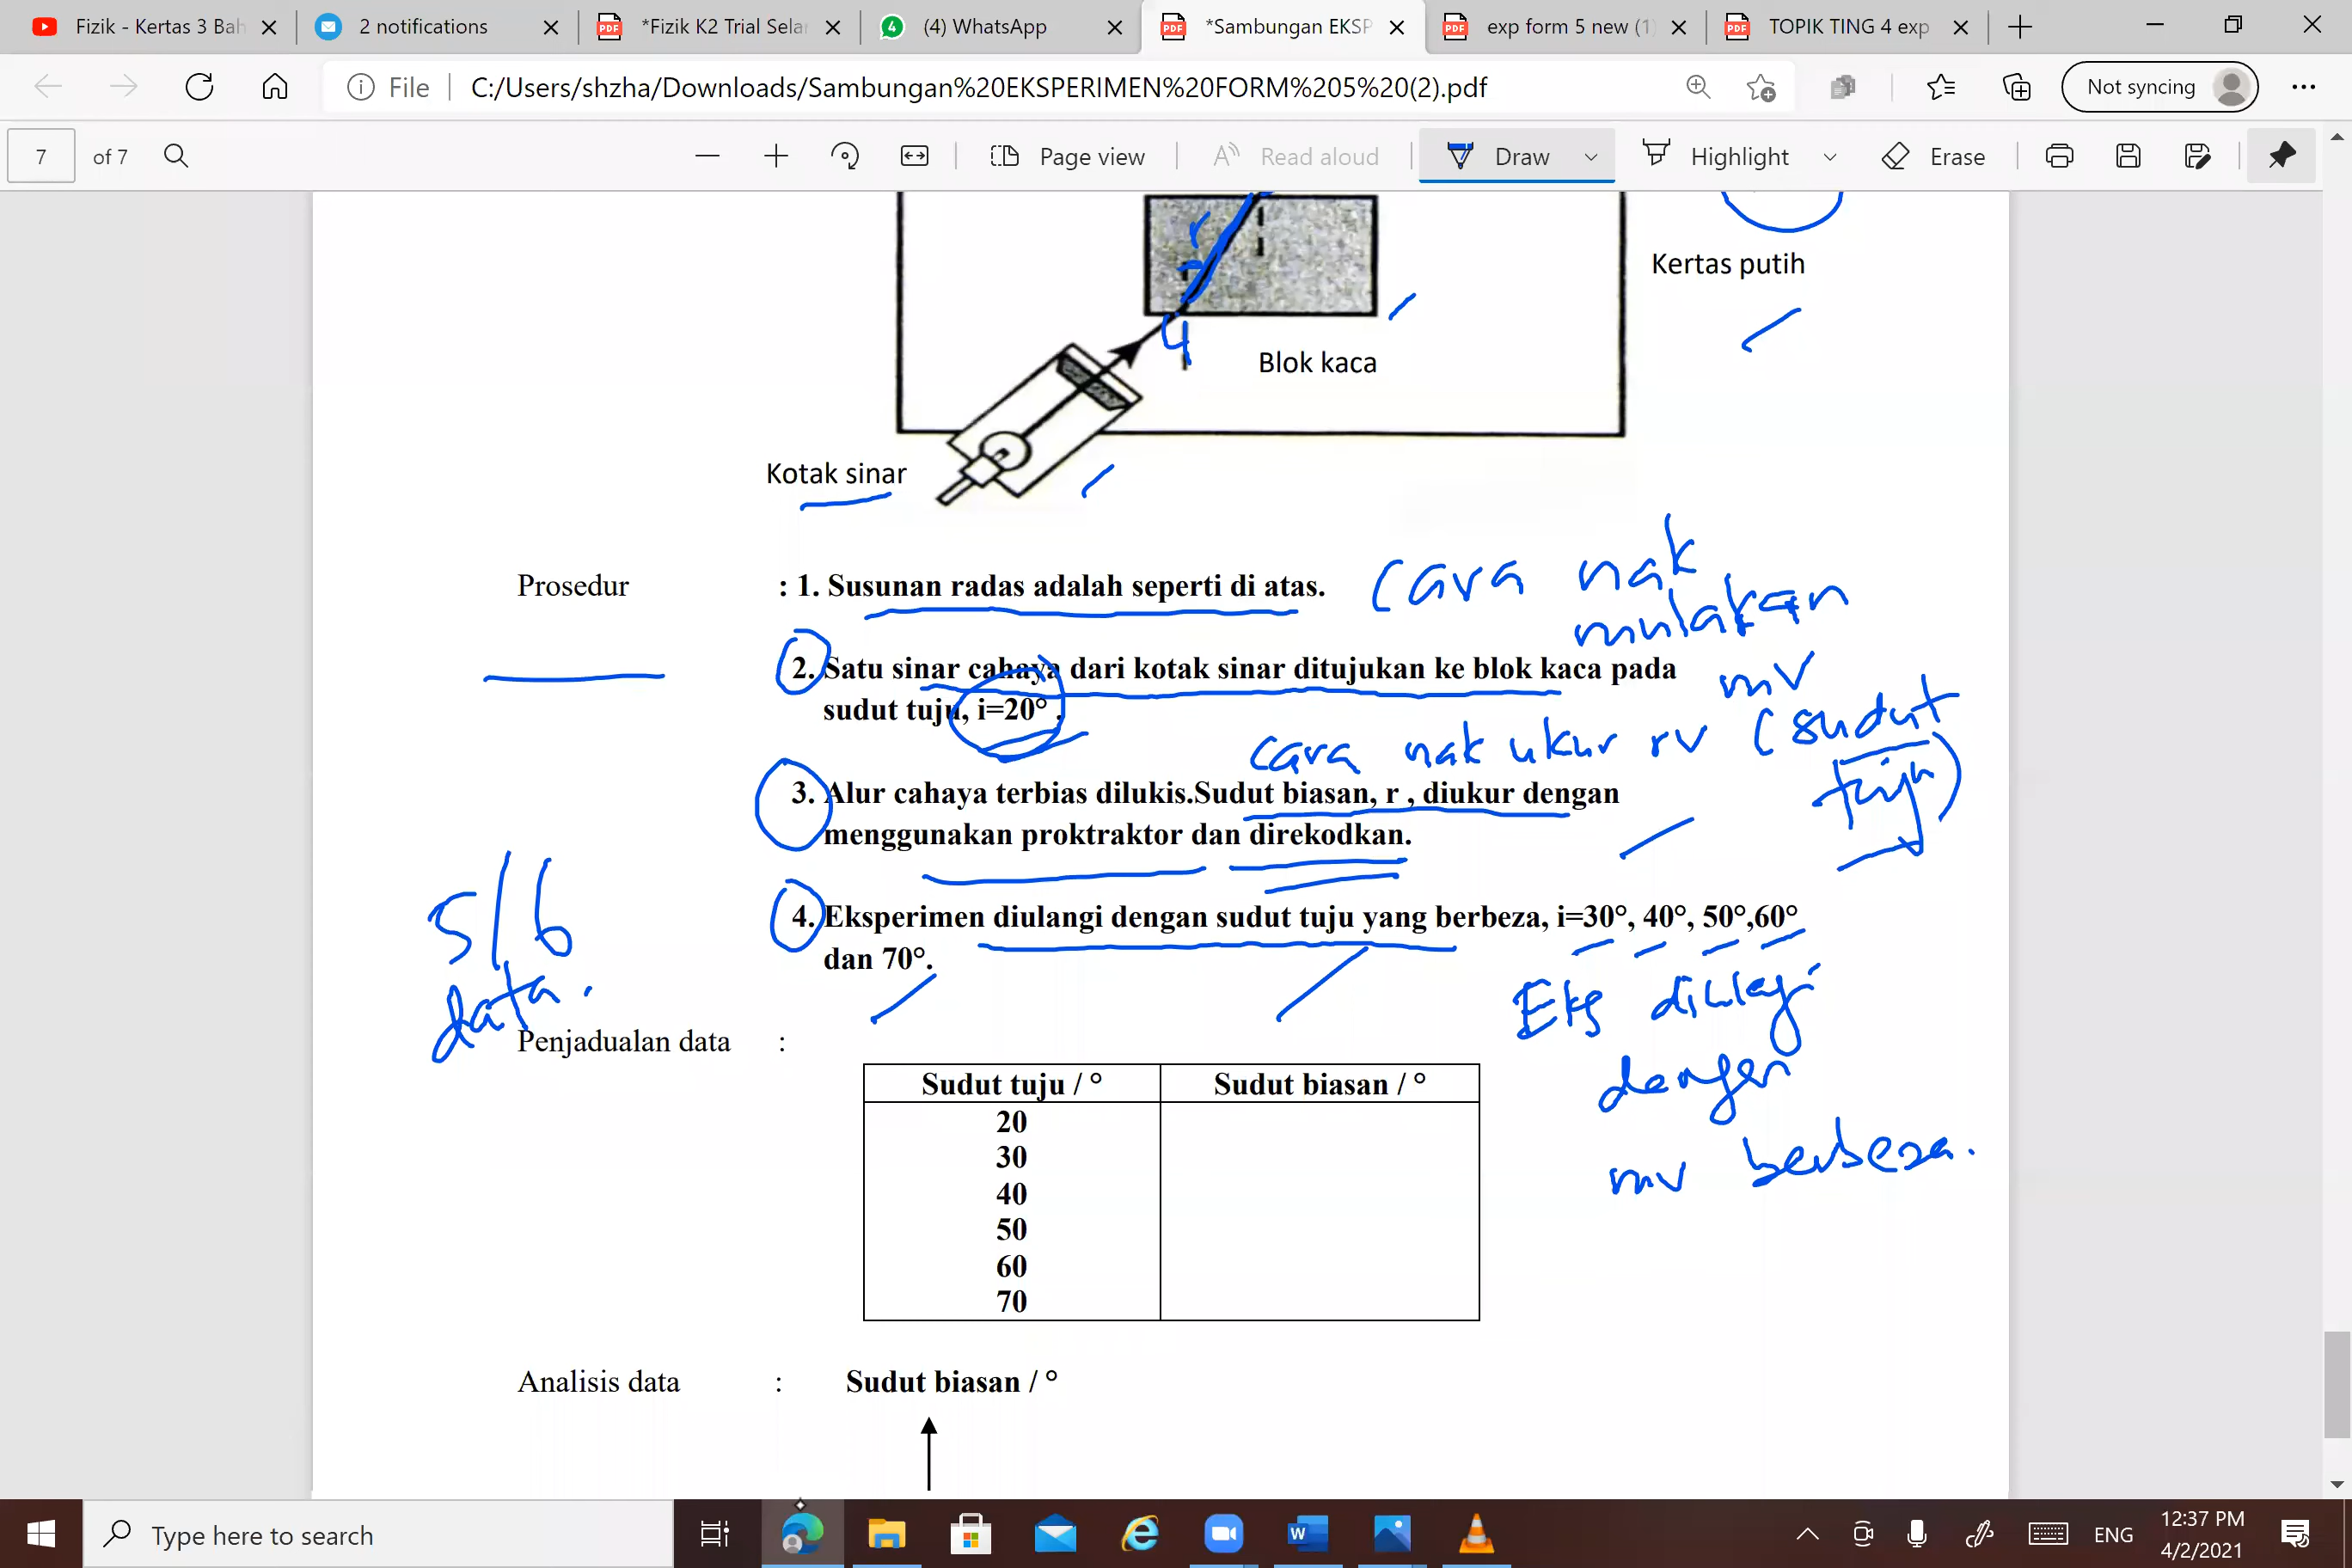 Fizik - Kertas 3 Bah
2 notifications
*Fizik K2 Trial Selan
(4) WhatsApp
*Sambungan EKSP
exp form 5 new (1)
TOPIK TING 4 exp
File
C:/Users/shzha/Downloads/Sambungan%20EKSPERIMEN%20FORM%205%20(2).pdf
Not syncing
7 of 7
Page view
Read aloud
Draw
Highlight
Erase
r
Kertas putih
Blok kaca
Kotak sinar
Prosedur : 1. Susunan radas adalah seperti di atas.
(cara nak
mulakan
mv
2. Satu sinar cahaya dari kotak sinar ditujukan ke blok kaca pada
sudut tuju, i=20° .
cara nak ukur rv (sudut
tuju)
3. Alur cahaya terbias dilukis.Sudut biasan, r , diukur dengan
menggunakan proktraktor dan direkodkan.
5/6
data.
4. Eksperimen diulangi dengan sudut tuju yang berbeza, i=30°, 40°, 50°,60°
dan 70°.
Eks diulagi
dengan
mv berbeza.
Penjadualan data :
Sudut tuju / ° Sudut biasan / °
20
30
40
50
60
70
Analisis data : Sudut biasan / °
Type here to search
ENG
12:37 PM
4/2/2021